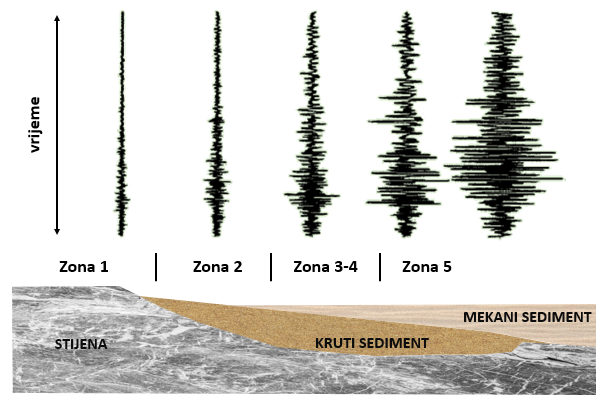 vrijeme
Zona 1
Zona 2
Zona 3-4
Zona 5
MEKANI SEDIMENT
KRUTI SEDIMENT
STIJENA